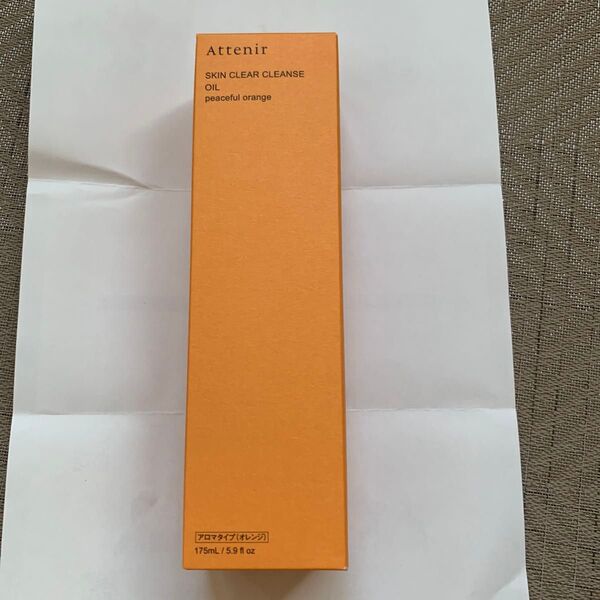 Attenir
SKIN CLEAR CLEANSE
OIL
peaceful orange
アロマタイプ(オレンジ)
175mL / 5.9 fl oz